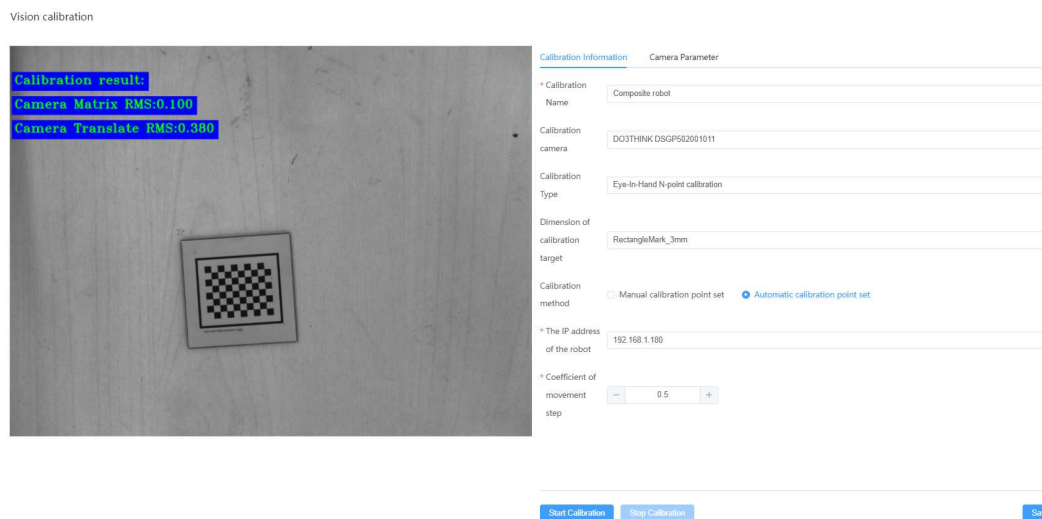 Vision calibration
Calibration result:
Camera Matrix RMS:0.100
Camera Translate RMS:0.380
Calibration Information
Camera Parameter
* Calibration
Name
Composite robot
Calibration
camera
DO3THINK DSGP502001011
Calibration
Type
Eye-In-Hand N-point calibration
Dimension of
calibration
target
RectangleMark_3mm
Calibration
method
Manual calibration point set
Automatic calibration point set
* The IP address
of the robot
192.168.1.180
* Coefficient of
movement
step
− 0.5 +
Start Calibration
Stop Calibration